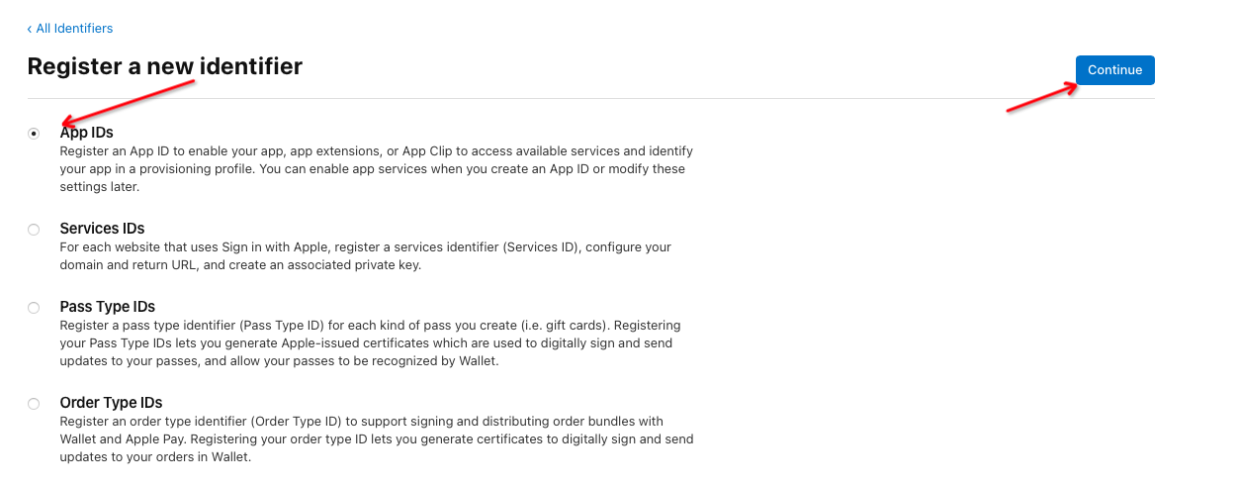 ‹ All Identifiers
Register a new identifier
Continue
App IDs
Register an App ID to enable your app, app extensions, or App Clip to access available services and identify
your app in a provisioning profile. You can enable app services when you create an App ID or modify these
settings later.
Services IDs
For each website that uses Sign in with Apple, register a services identifier (Services ID), configure your
domain and return URL, and create an associated private key.
Pass Type IDs
Register a pass type identifier (Pass Type ID) for each kind of pass you create (i.e. gift cards). Registering
your Pass Type IDs lets you generate Apple-issued certificates which are used to digitally sign and send
updates to your passes, and allow your passes to be recognized by Wallet.
Order Type IDs
Register an order type identifier (Order Type ID) to support signing and distributing order bundles with
Wallet and Apple Pay. Registering your order type ID lets you generate certificates to digitally sign and send
updates to your orders in Wallet.